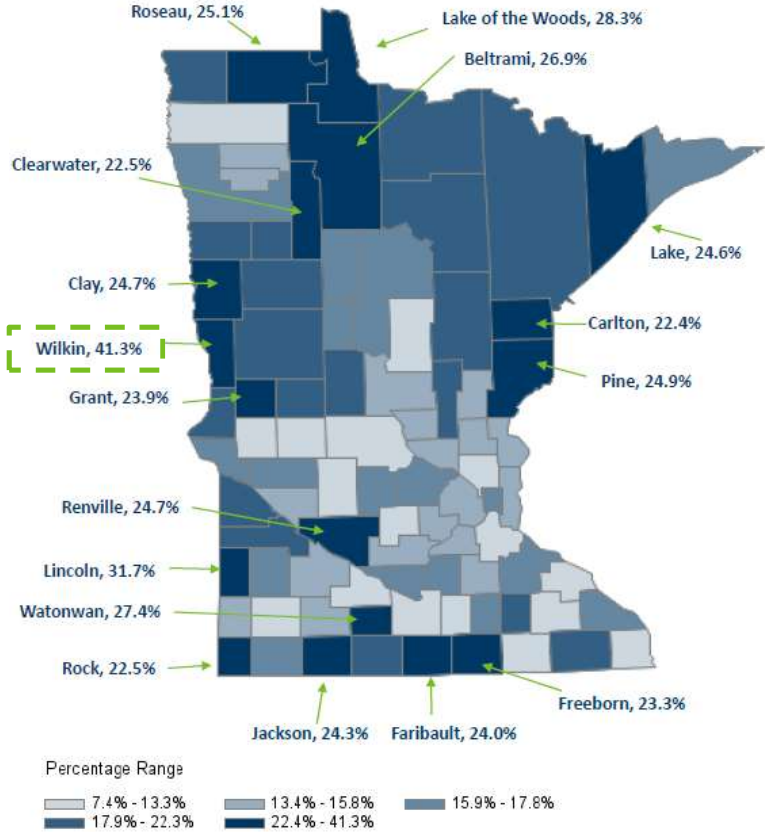 Roseau, 25.1%
Lake of the Woods, 28.3%
Beltrami, 26.9%
Clearwater, 22.5%
Lake, 24.6%
Clay, 24.7%
Carlton, 22.4%
Wilkin, 41.3%
Pine, 24.9%
Grant, 23.9%
Renville, 24.7%
Lincoln, 31.7%
Watonwan, 27.4%
Rock, 22.5%
Freeborn, 23.3%
Jackson, 24.3%
Faribault, 24.0%
Percentage Range
7.4% - 13.3%
13.4% - 15.8%
15.9% - 17.8%
17.9% - 22.3%
22.4% - 41.3%